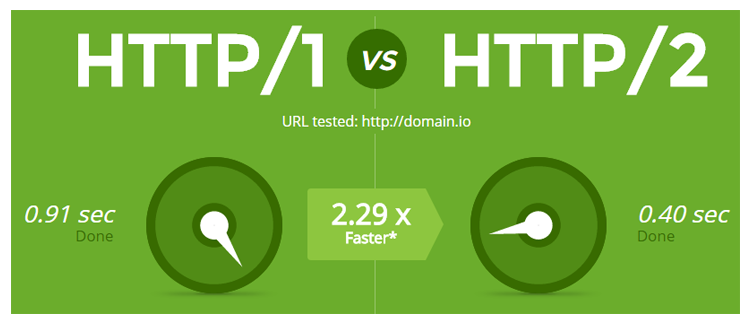 HTTP/1 VS HTTP/2
URL tested: http://domain.io
0.91 sec
Done
2.29 x
Faster*
0.40 sec
Done